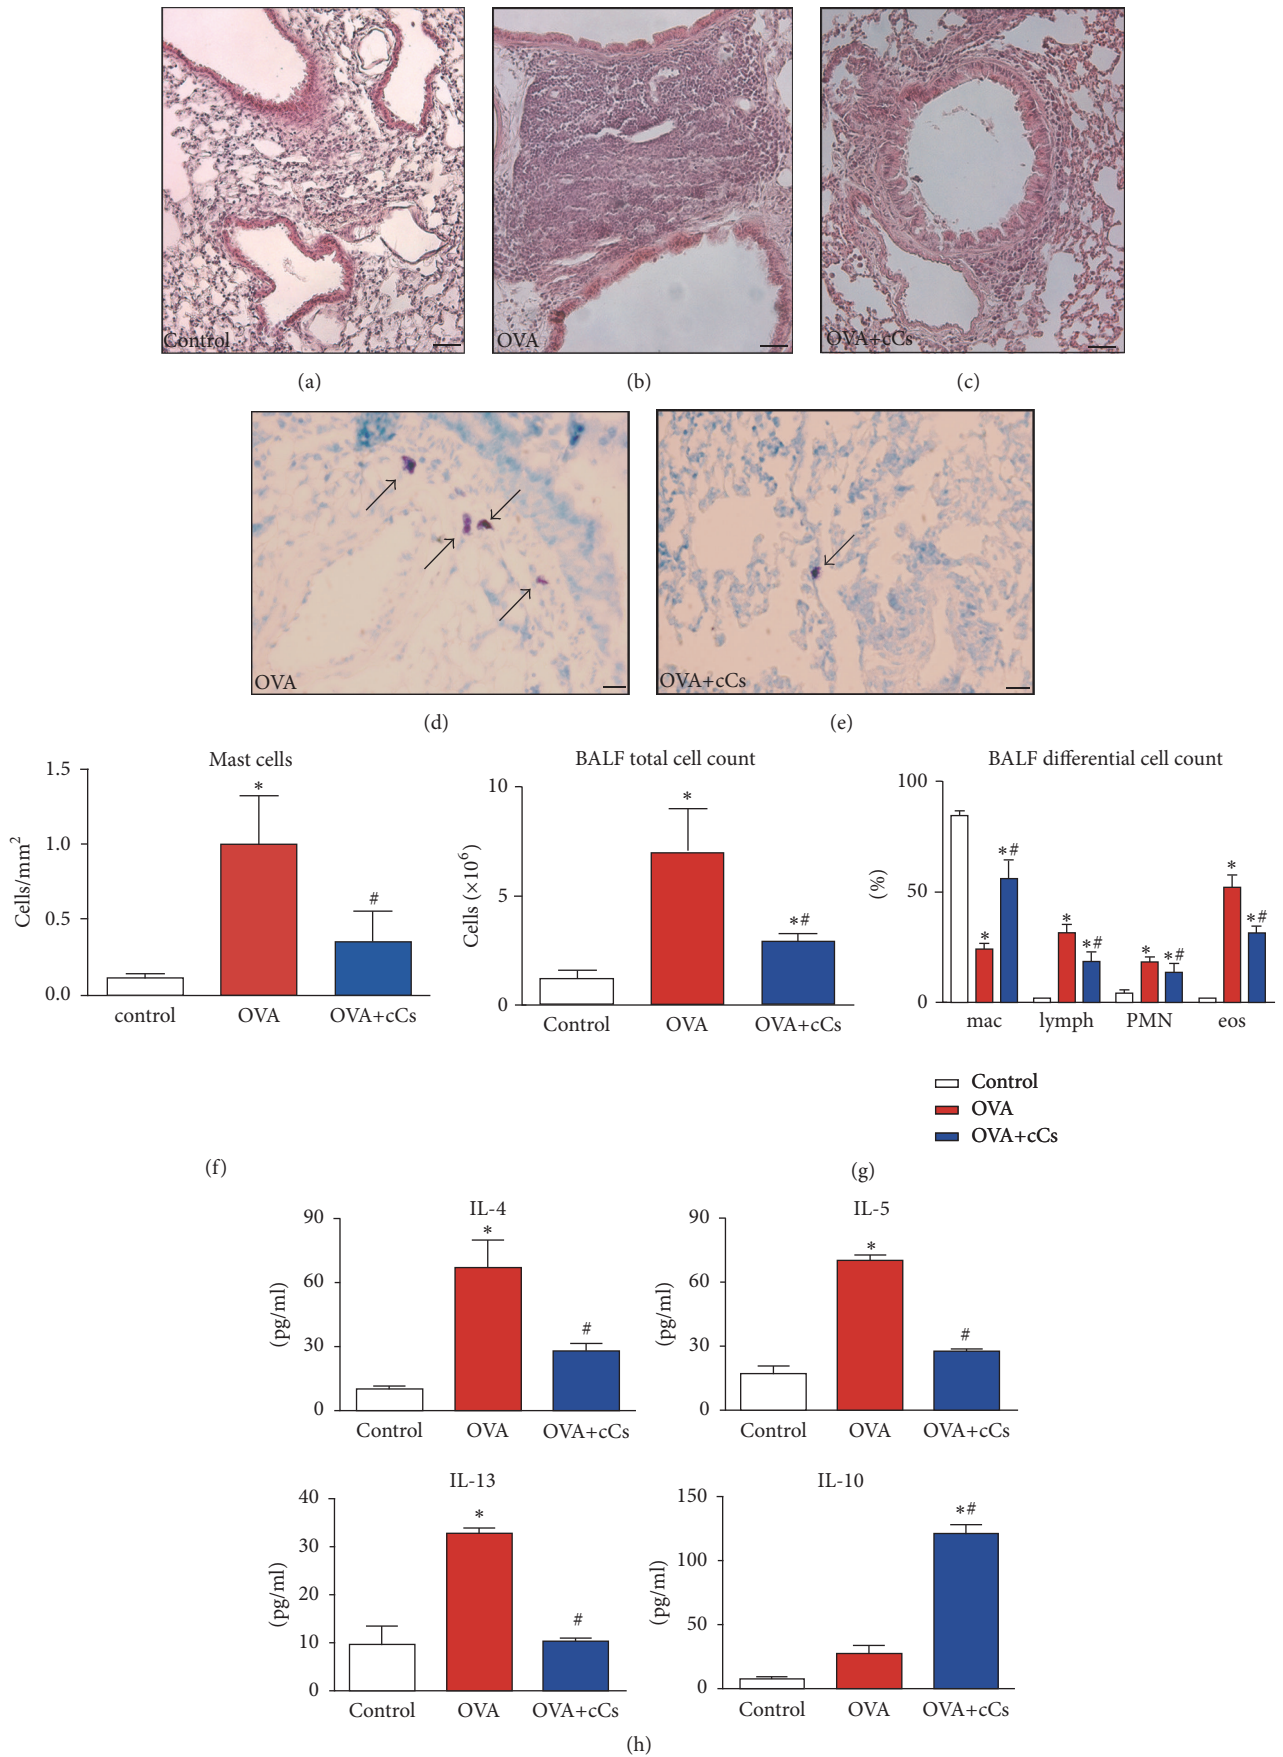 Control
OVA
OVA+cCs
(a)
(b)
(c)
OVA
OVA+cCs
(d)
(e)
Mast cells
1.5
1.0
0.5
0.0
Cells/mm²
*
#
control
OVA
OVA+cCs
BALF total cell count
10
5
0
Cells (×10⁶)
*
*#
Control
OVA
OVA+cCs
BALF differential cell count
100
50
0
(%)
*
*#
*
*#
*
*#
*
*#
mac
lymph
PMN
eos
Control
OVA
OVA+cCs
(f)
(g)
IL-4
90
60
30
0
(pg/ml)
*
#
Control
OVA
OVA+cCs
IL-5
90
60
30
0
(pg/ml)
*
#
Control
OVA
OVA+cCs
IL-13
40
30
20
10
0
(pg/ml)
*
#
Control
OVA
OVA+cCs
IL-10
150
100
50
0
(pg/ml)
*#
Control
OVA
OVA+cCs
(h)